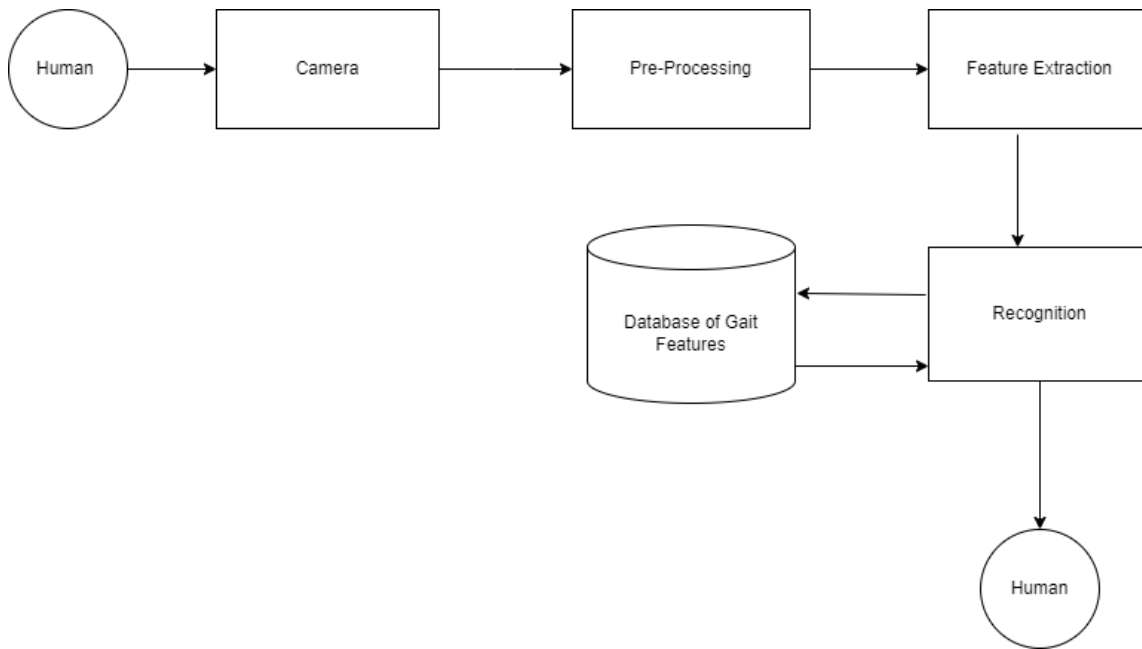 Human
Camera
Pre-Processing
Feature Extraction
Database of Gait
Features
Recognition
Human